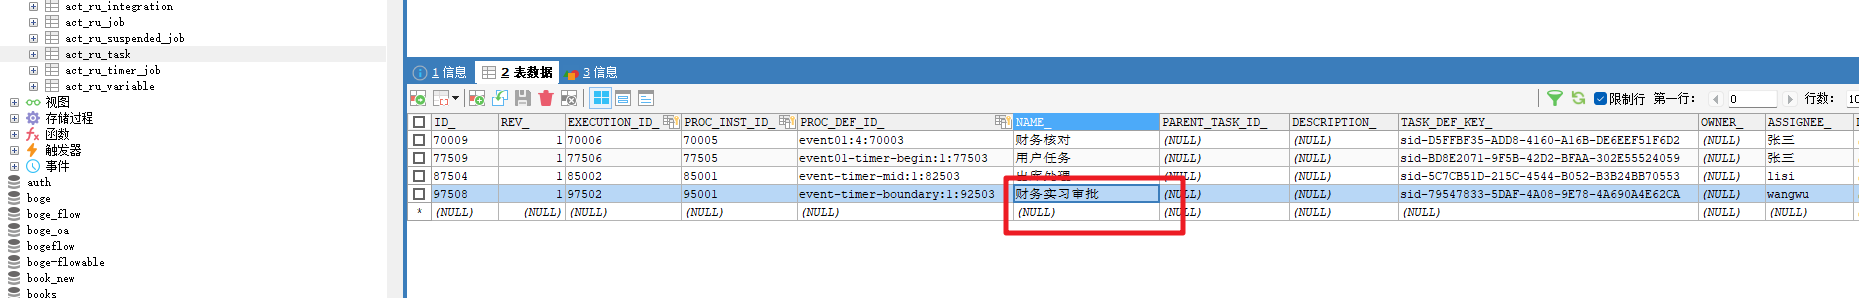 act_ru_integration
act_ru_job
act_ru_suspended_job
act_ru_task
act_ru_timer_job
act_ru_variable
视图
存储过程
函数
触发器
事件
auth
boge
boge_flow
boge_oa
bogeflow
boge-flowable
book_new
books
1 信息 2 表数据 3 信息
限制行 第一行: 0 行数: 10
ID_ REV_ EXECUTION_ID_ PROC_INST_ID_ PROC_DEF_ID_ NAME_ PARENT_TASK_ID_ DESCRIPTION_ TASK_DEF_KEY_ OWNER_ ASSIGNEE_
70009 1 70006 70005 event01:4:70003 财务核对 (NULL) (NULL) sid-D5FFBF35-ADD8-4160-A16B-DE6EEF51F6D2 (NULL) 张三
77509 1 77506 77505 event01-timer-begin:1:77503 用户任务 (NULL) (NULL) sid-BD8E2071-9F5B-42D2-BFAA-302E55524059 (NULL) 张三
87504 1 85002 85001 event-timer-mid:1:82503 出库处理 (NULL) (NULL) sid-5C7CB51D-215C-4544-B052-B3B24BB70553 (NULL) lisi
97508 1 97502 95001 event-timer-boundary:1:92503 财务实习审批 (NULL) (NULL) sid-79547833-5DAF-4A08-9E78-4A690A4E62CA (NULL) wangwu
* (NULL) (NULL) (NULL) (NULL) (NULL) (NULL) (NULL) (NULL) (NULL) (NULL) (NULL)